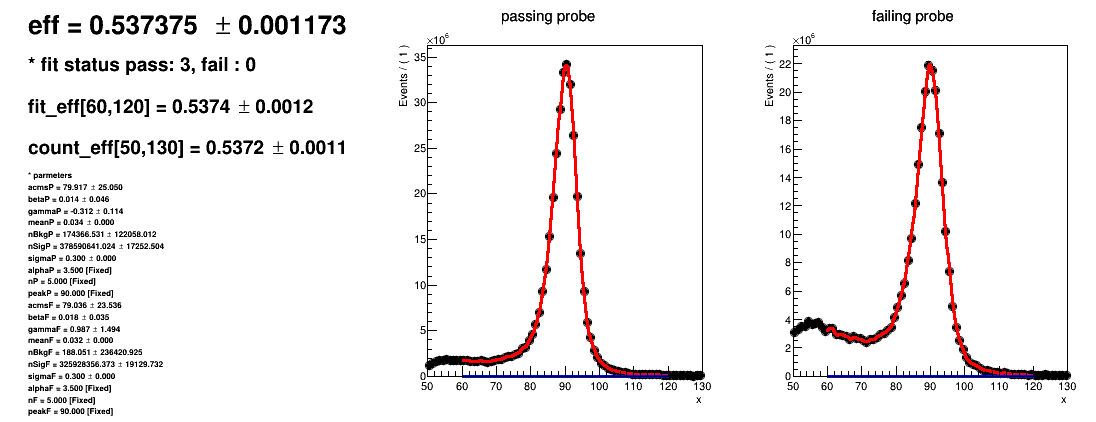 eff = 0.537375 ± 0.001173
* fit status pass: 3, fail : 0
fit_eff[60,120] = 0.5374 ± 0.0012
count_eff[50,130] = 0.5372 ± 0.0011
* parmeters
acmsP = 79.917 ± 25.050
betaP = 0.014 ± 0.046
gammaP = -0.312 ± 0.114
meanP = 0.034 ± 0.000
nBkgP = 174366.531 ± 122058.012
nSigP = 378590641.024 ± 17252.504
sigmaP = 0.300 ± 0.000
alphaP = 3.500 [Fixed]
nP = 5.000 [Fixed]
peakP = 90.000 [Fixed]
acmsF = 79.036 ± 23.536
betaF = 0.018 ± 0.035
gammaF = 0.987 ± 1.494
meanF = 0.032 ± 0.000
nBkgF = 188.051 ± 236420.925
nSigF = 325928356.373 ± 19129.732
sigmaF = 0.300 ± 0.000
alphaF = 3.500 [Fixed]
nF = 5.000 [Fixed]
peakF = 90.000 [Fixed]
passing probe
×10⁶
Events / ( 1 )
35
30
25
20
15
10
5
0
50 60 70 80 90 100 110 120 130
x
failing probe
×10⁶
Events / ( 1 )
22
20
18
16
14
12
10
8
6
4
2
0
50 60 70 80 90 100 110 120 130
x